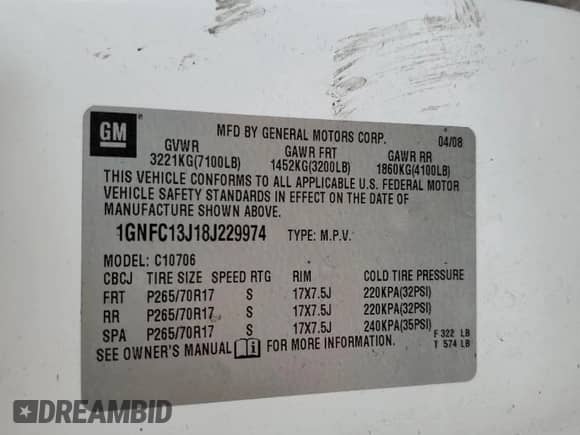 GM
MFD BY GENERAL MOTORS CORP. 04/08
GVWR GAWR FRT GAWR RR
3221KG(7100LB) 1452KG(3200LB) 1860KG(4100LB)
THIS VEHICLE CONFORMS TO ALL APPLICABLE U.S. FEDERAL MOTOR
VEHICLE SAFETY STANDARDS IN EFFECT ON THE DATE OF
MANUFACTURE SHOWN ABOVE.
1GNFC13J18J229974 TYPE: M.P.V.
MODEL: C10706
CBCJ TIRE SIZE SPEED RTG RIM COLD TIRE PRESSURE
FRT P265/70R17 S 17X7.5J 220KPA(32PSI)
RR P265/70R17 S 17X7.5J 220KPA(32PSI)
SPA P265/70R17 S 17X7.5J 240KPA(35PSI)
F 322 LB
T 574 LB
SEE OWNER'S MANUAL i FOR MORE INFORMATION.
DREAMBID